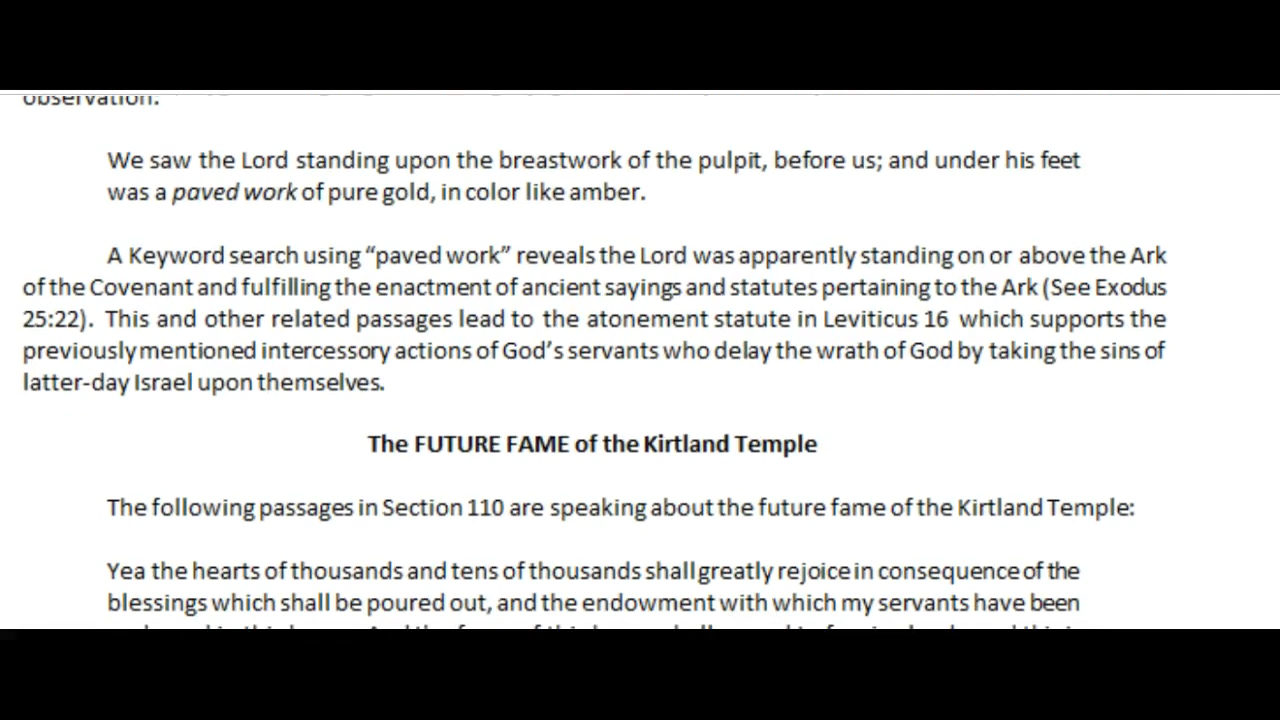 observation.
We saw the Lord standing upon the breastwork of the pulpit, before us; and under his feet
was a paved work of pure gold, in color like amber.
A Keyword search using “paved work” reveals the Lord was apparently standing on or above the Ark
of the Covenant and fulfilling the enactment of ancient sayings and statutes pertaining to the Ark (See Exodus
25:22). This and other related passages lead to the atonement statute in Leviticus 16 which supports the
previously mentioned intercessory actions of God’s servants who delay the wrath of God by taking the sins of
latter-day Israel upon themselves.
The FUTURE FAME of the Kirtland Temple
The following passages in Section 110 are speaking about the future fame of the Kirtland Temple:
Yea the hearts of thousands and tens of thousands shall greatly rejoice in consequence of the
blessings which shall be poured out, and the endowment with which my servants have been